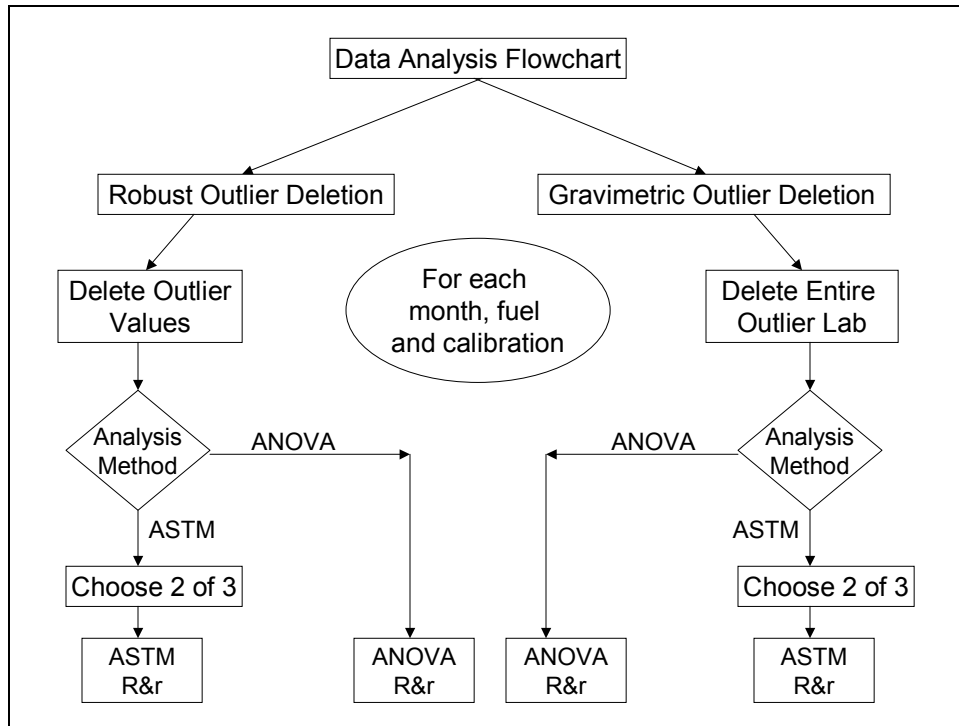 Data Analysis Flowchart
Robust Outlier Deletion
Gravimetric Outlier Deletion
Delete Outlier
Values
For each
month, fuel
and calibration
Delete Entire
Outlier Lab
Analysis
Method
ANOVA
ANOVA
Analysis
Method
ASTM
ASTM
Choose 2 of 3
Choose 2 of 3
ASTM
R&r
ANOVA
R&r
ANOVA
R&r
ASTM
R&r